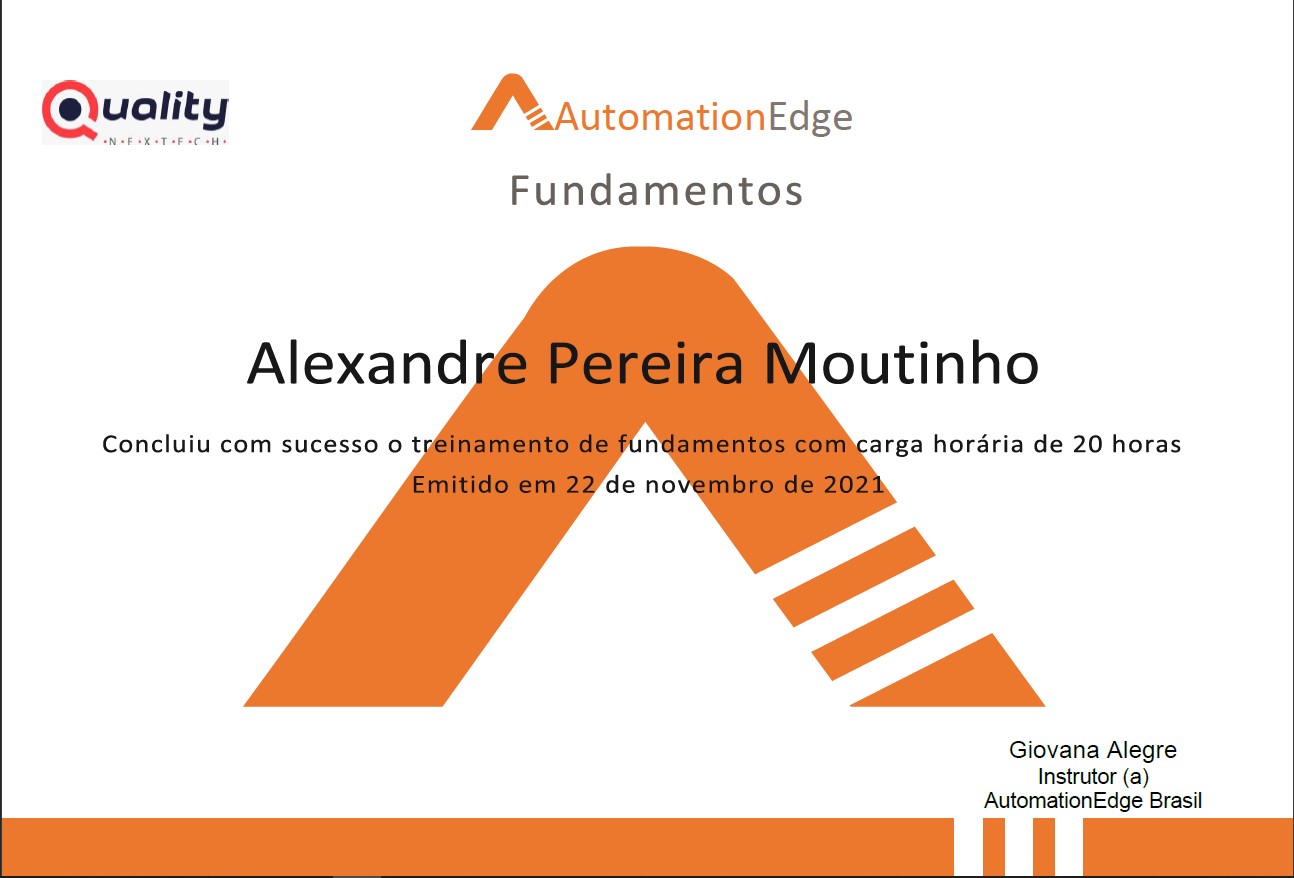 Quality
N·E·X·T·E·C·H
AutomationEdge
Fundamentos
Alexandre Pereira Moutinho
Concluiu com sucesso o treinamento de fundamentos com carga horária de 20 horas
Emitido em 22 de novembro de 2021
Giovana Alegre
Instrutor (a)
AutomationEdge Brasil